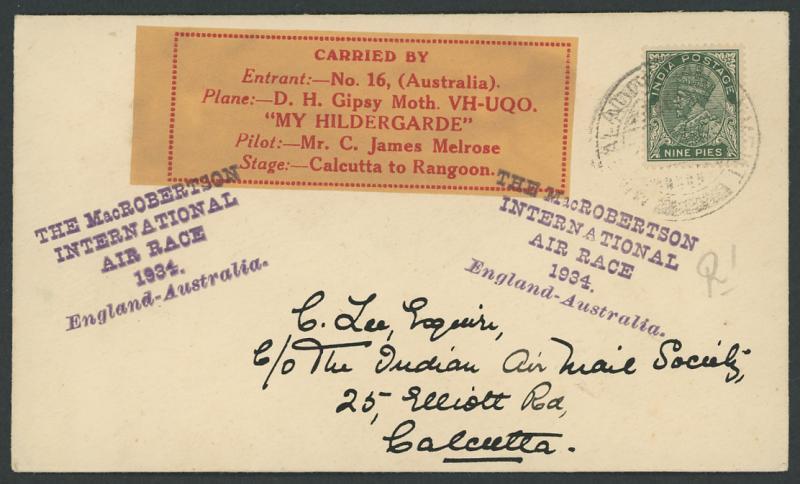 CARRIED BY
Entrant:—No. 16, (Australia).
Plane:—D. H. Gipsy Moth. VH-UQO.
"MY HILDERGARDE"
Pilot:—Mr. C. James Melrose
Stage:—Calcutta to Rangoon.
INDIA POSTAGE
NINE PIES
THE MacROBERTSON
INTERNATIONAL
AIR RACE
1934.
England-Australia.
THE MacROBERTSON
INTERNATIONAL
AIR RACE
1934.
England-Australia.
C. Lee, Esquire,
C/o The Indian Air Mail Society,
25, Elliott Rd,
Calcutta.